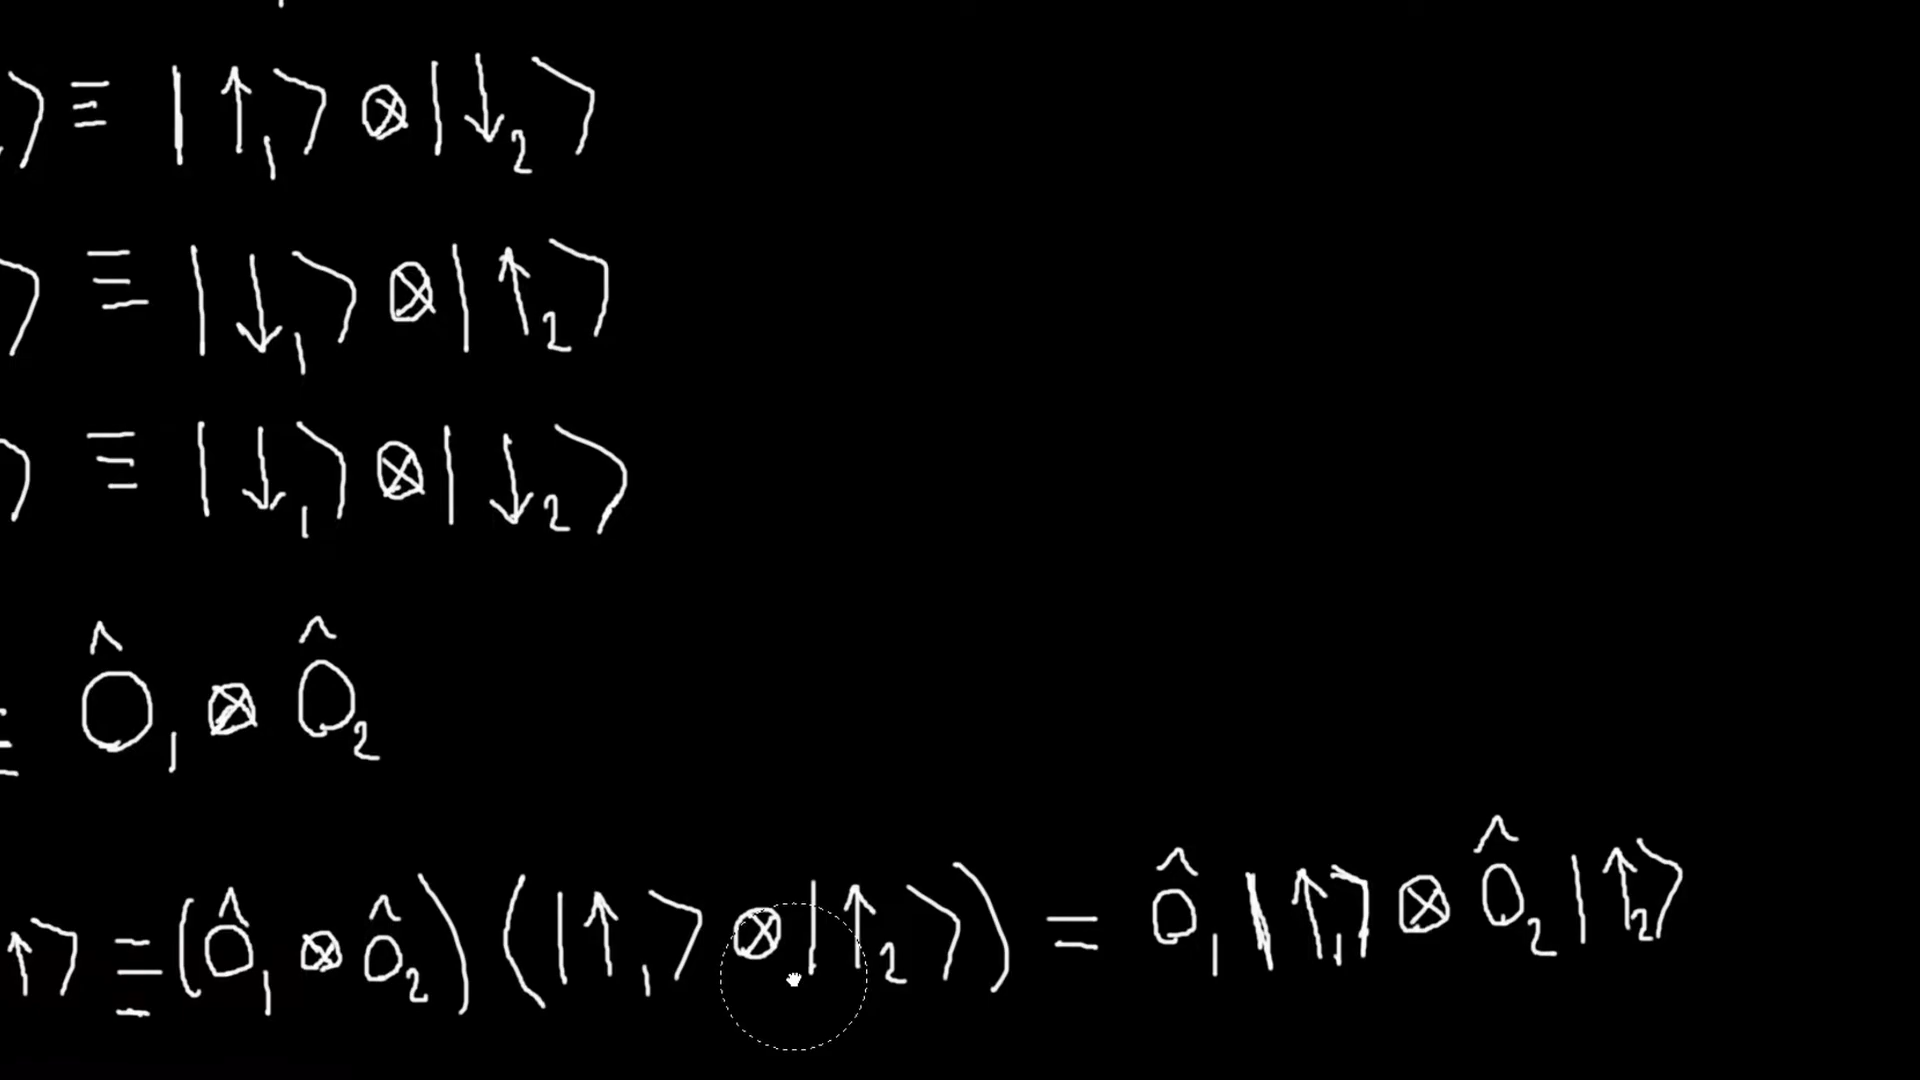 ⟩ ≡ |↑₁⟩ ⊗ |↓₂⟩
⟩ ≡ |↓₁⟩ ⊗ |↑₂⟩
⟩ ≡ |↓₁⟩ ⊗ |↓₂⟩
≡ Ô₁ ⊗ Ô₂
↑⟩ ≡ (Ô₁ ⊗ Ô₂) (|↑₁⟩ ⊗ |↑₂⟩) = Ô₁|↑₁⟩ ⊗ Ô₂|↑₂⟩